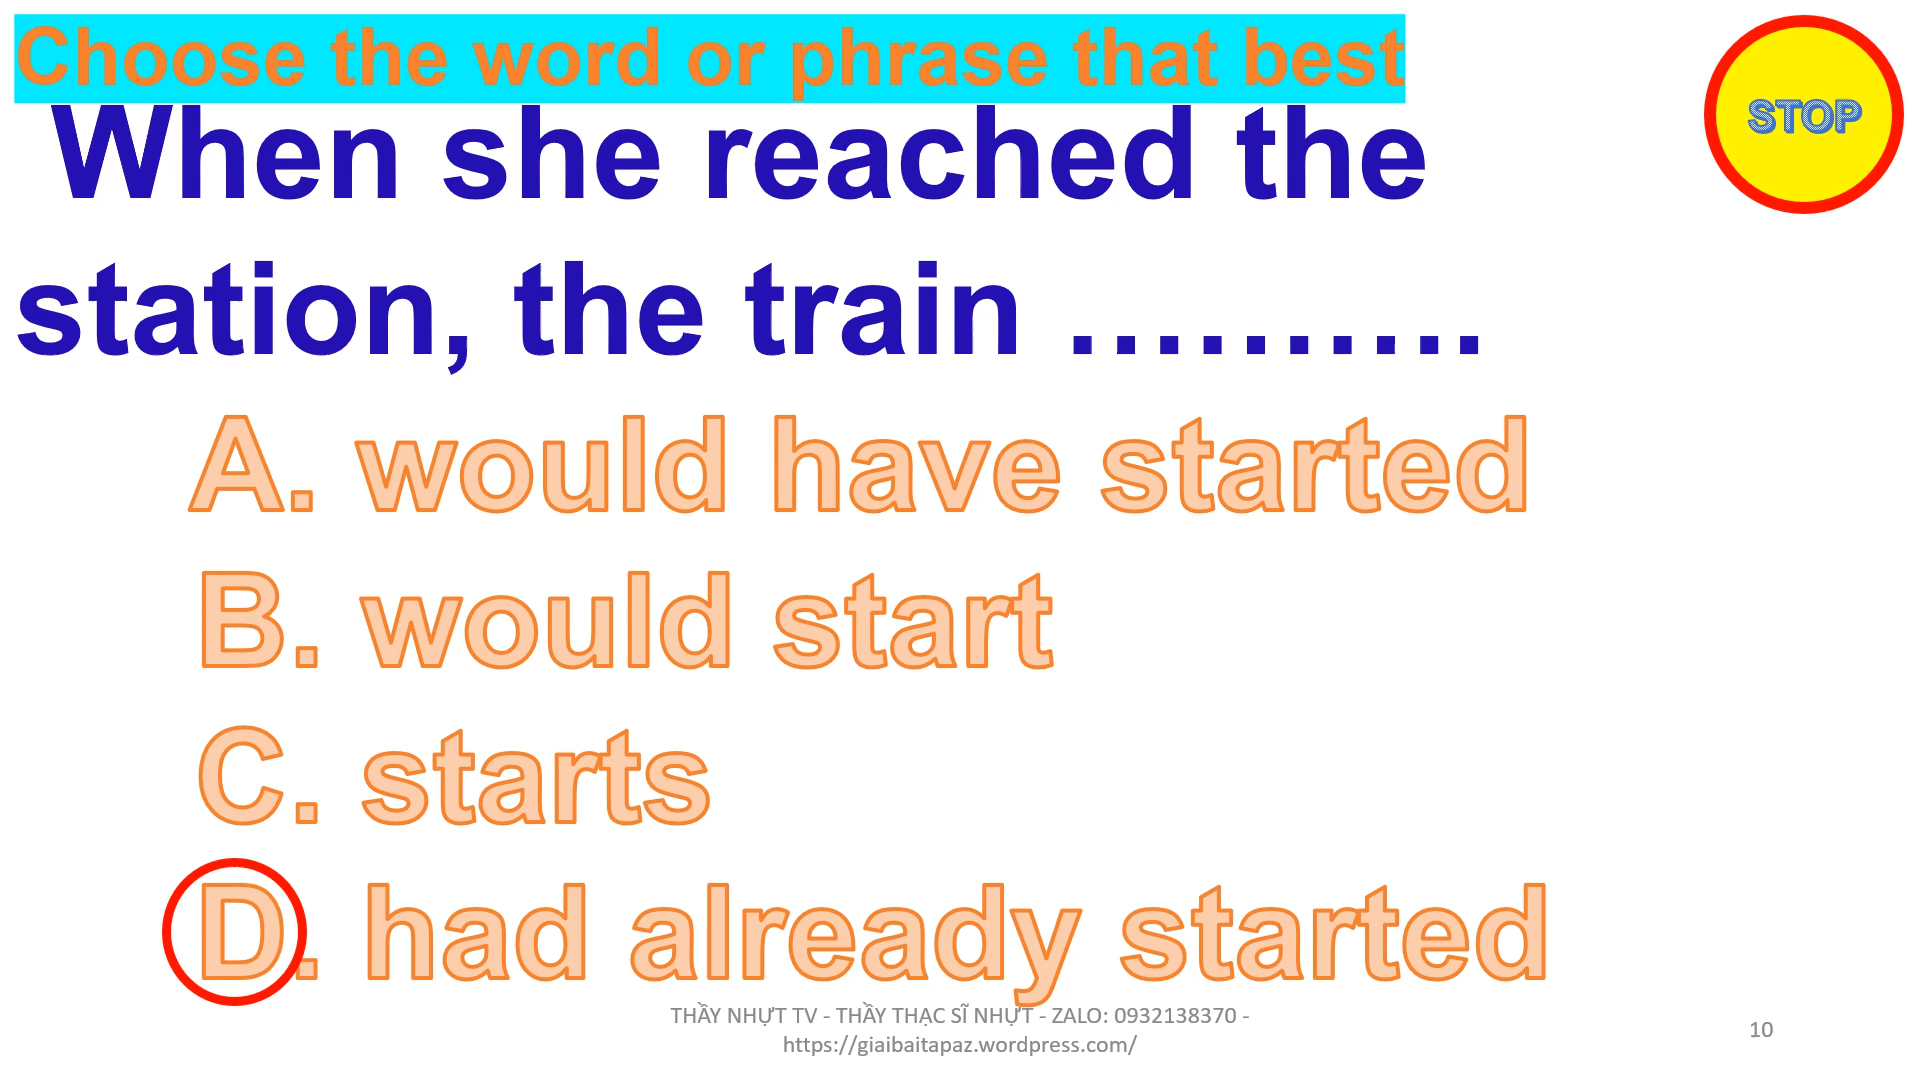 Choose the word or phrase that best
STOP
When she reached the
station, the train ..........
A. would have started
B. would start
C. starts
D. had already started
THẦY NHỰT TV - THẦY THẠC SĨ NHỰT - ZALO: 0932138370 -
https://giaibaitapaz.wordpress.com/
10